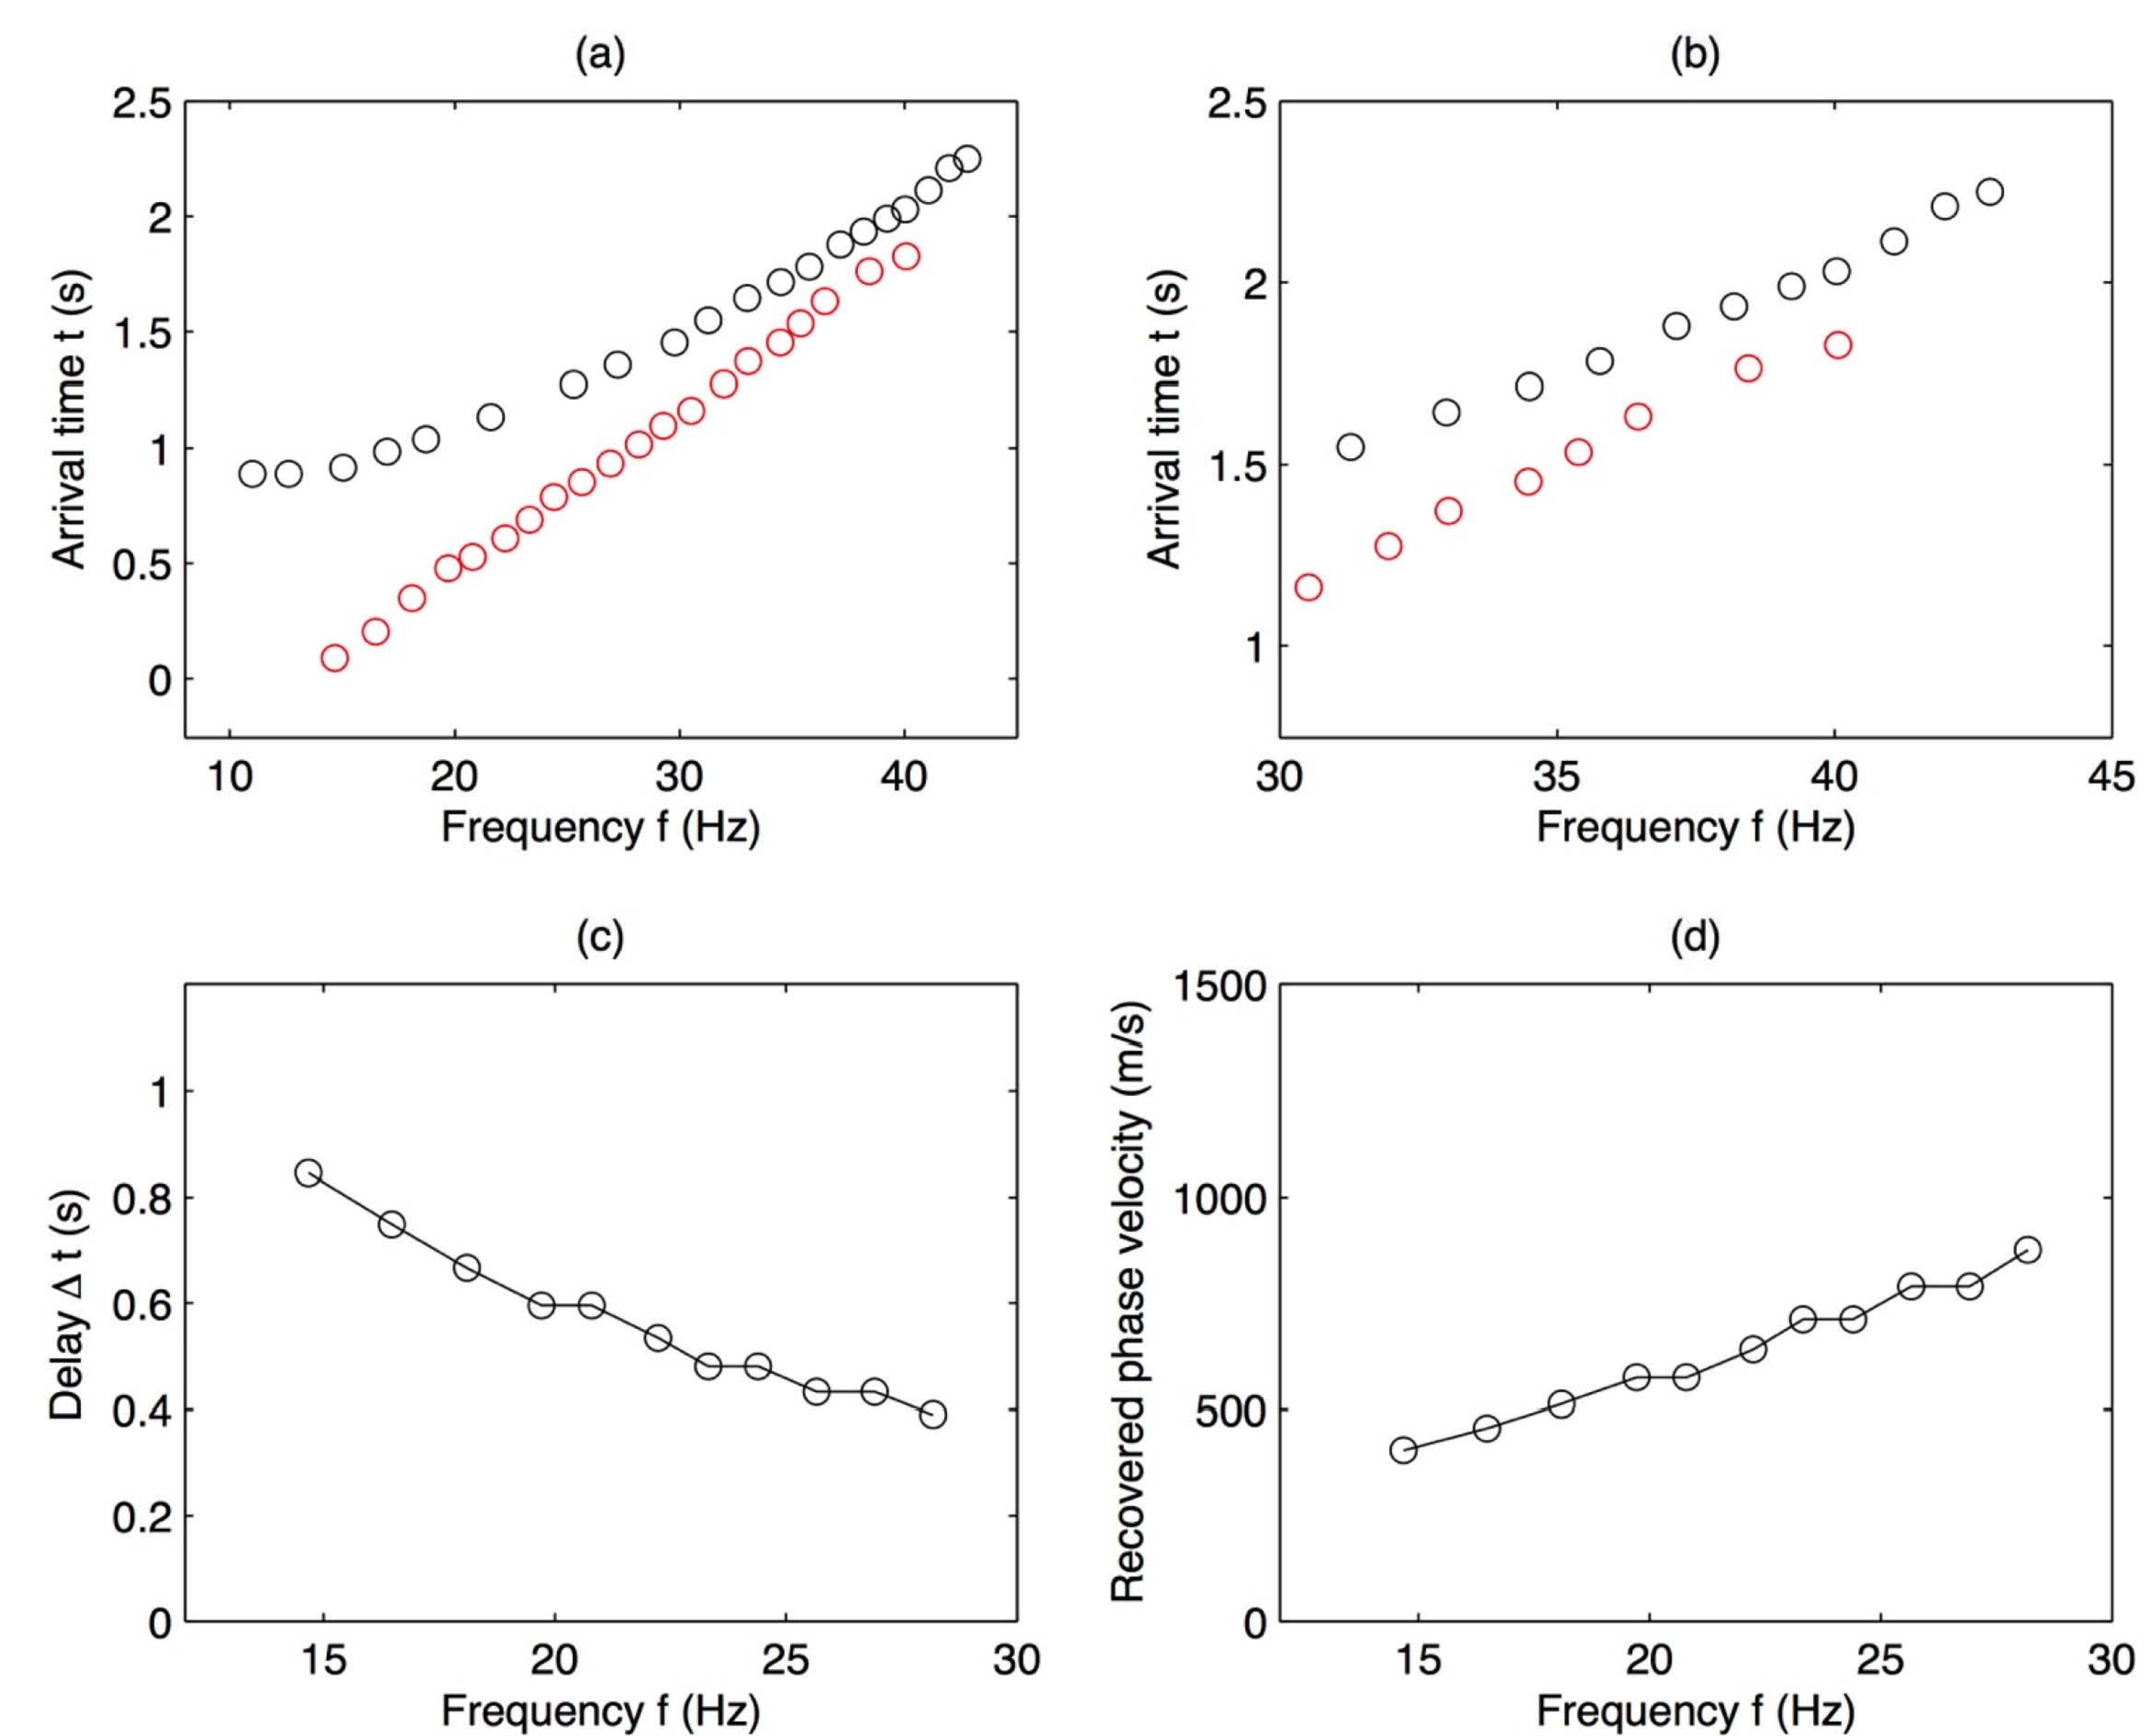 (a)
2.5
2
1.5
1
0.5
0
Arrival time t (s)
10 20 30 40
Frequency f (Hz)
(b)
2.5
2
1.5
1
Arrival time t (s)
30 35 40 45
Frequency f (Hz)
(c)
1
0.8
0.6
0.4
0.2
0
Delay Δ t (s)
15 20 25 30
Frequency f (Hz)
(d)
1500
1000
500
0
Recovered phase velocity (m/s)
15 20 25 30
Frequency f (Hz)